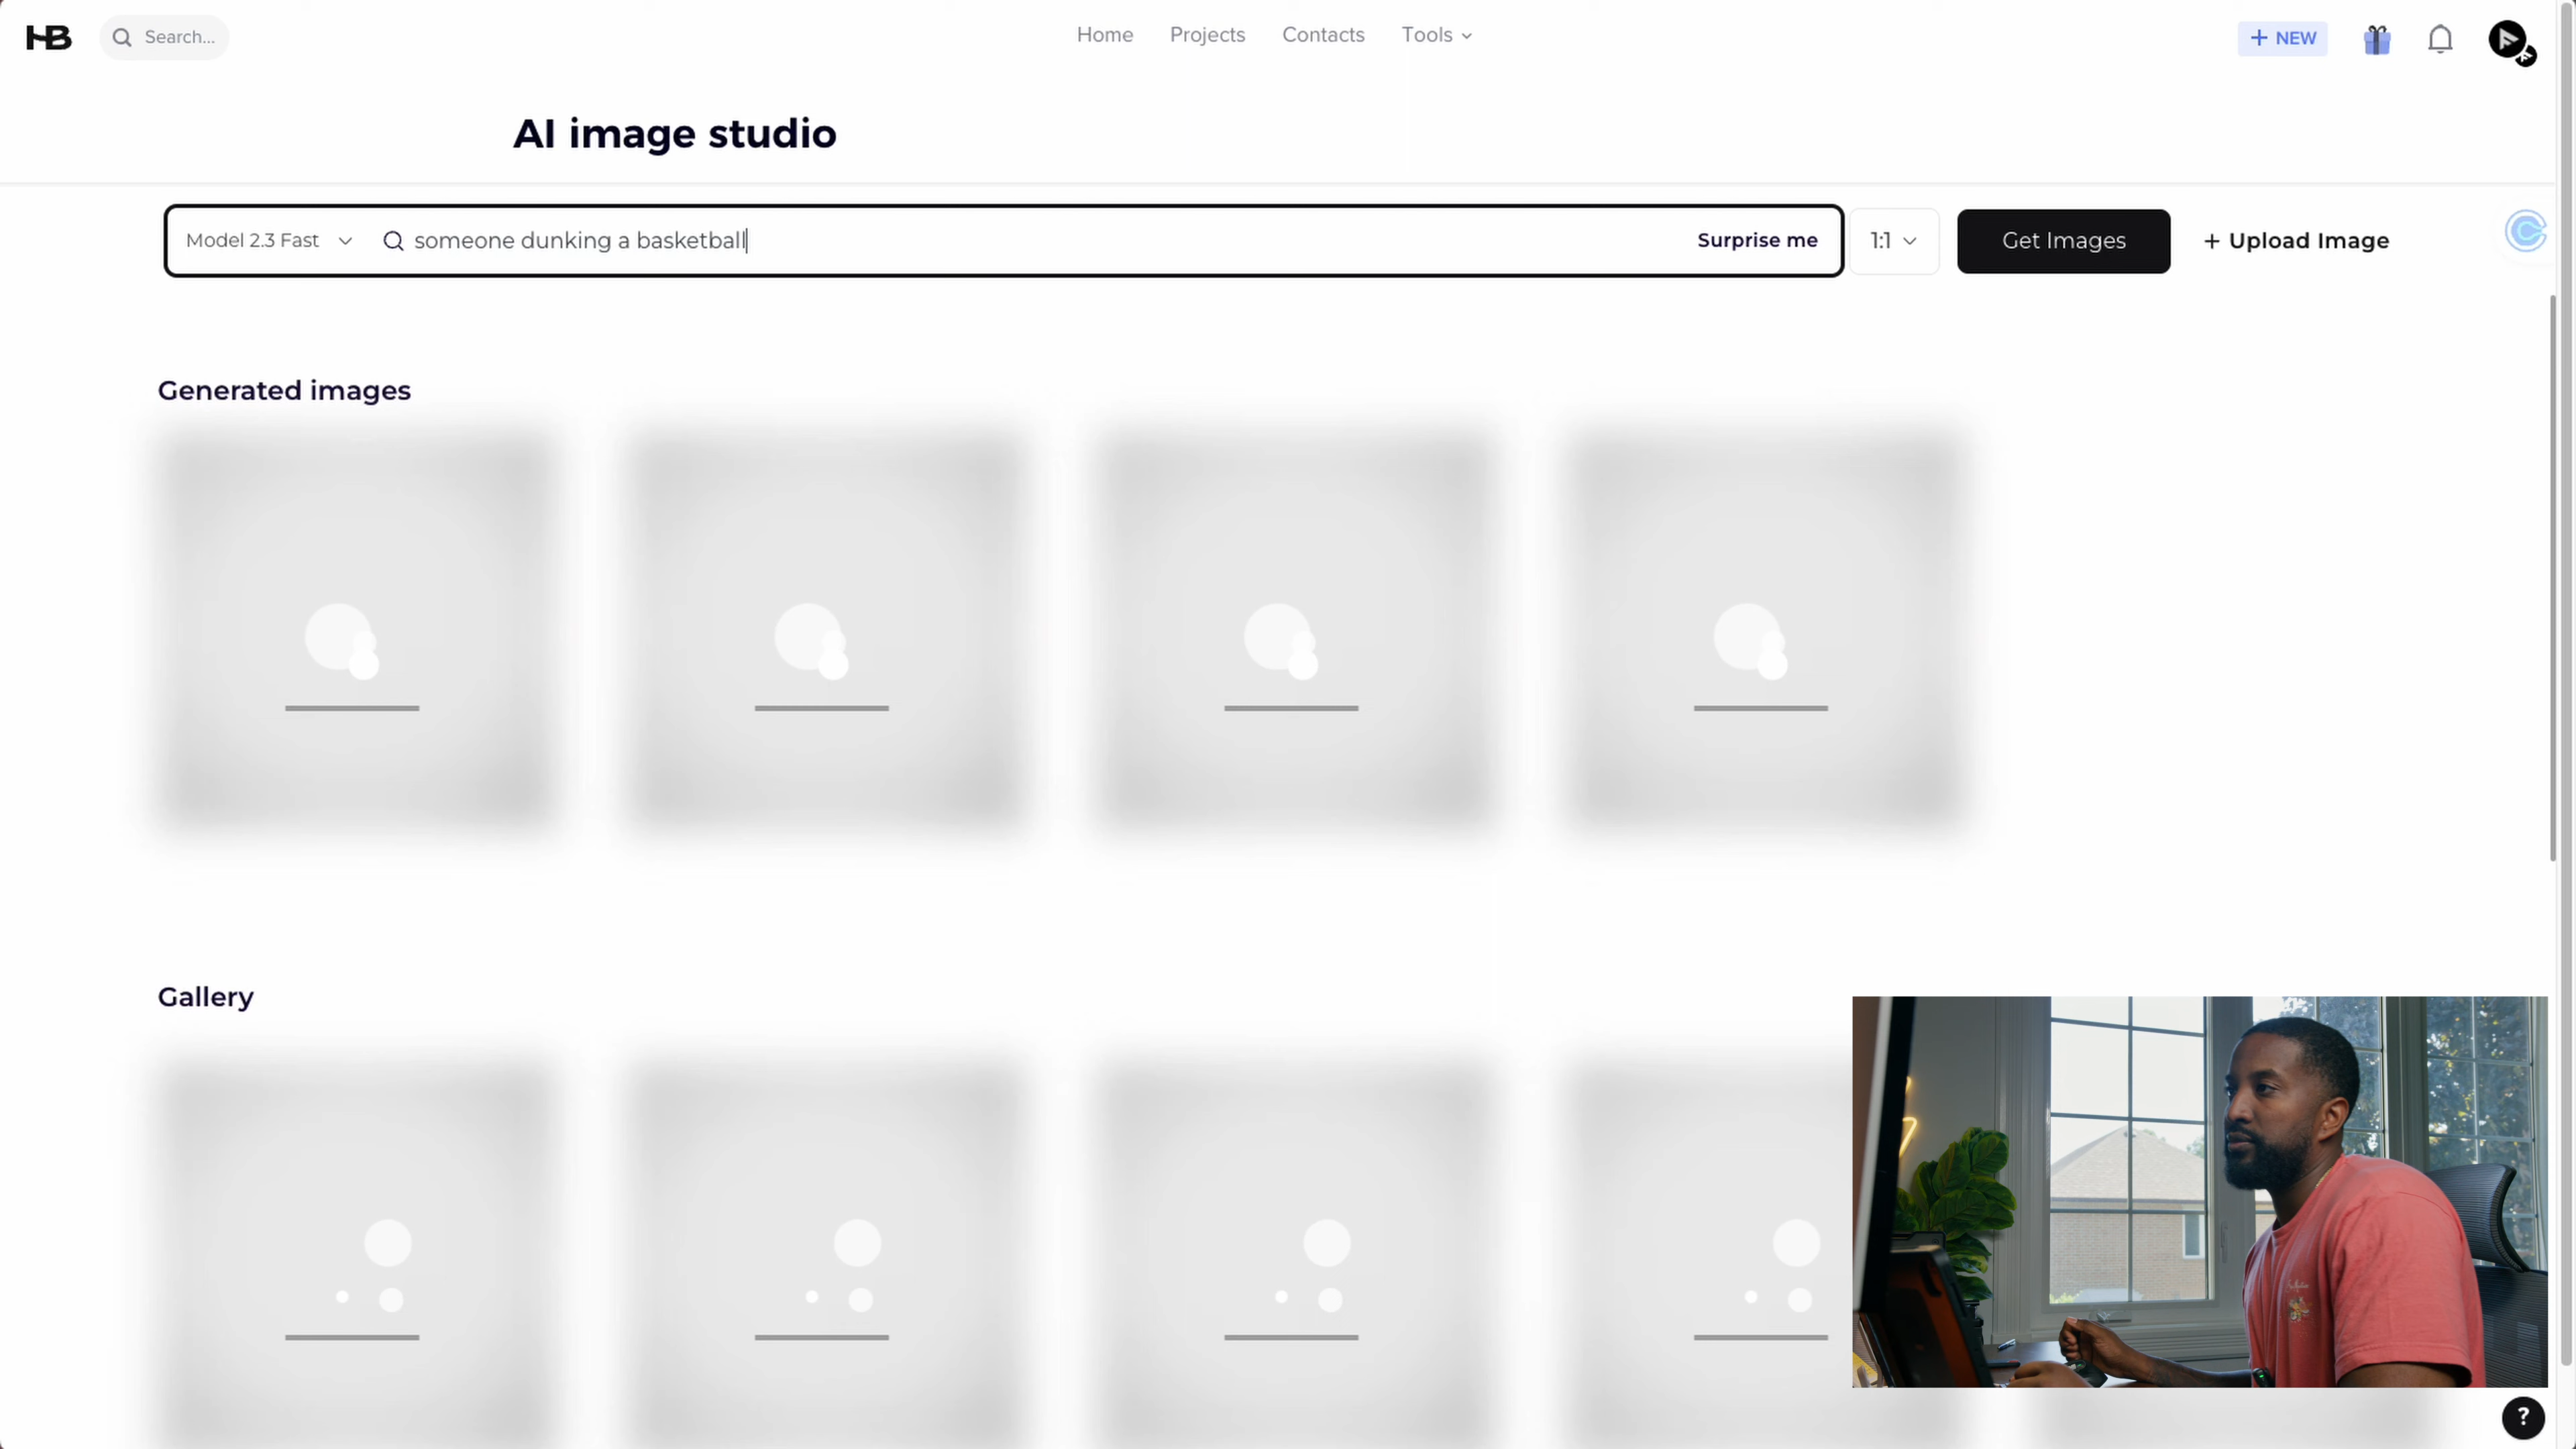 HB
Search...
Home
Projects
Contacts
Tools
+ NEW
AI image studio
Model 2.3 Fast
someone dunking a basketball
Surprise me
1:1
Get Images
+ Upload Image
Generated images
Gallery
?